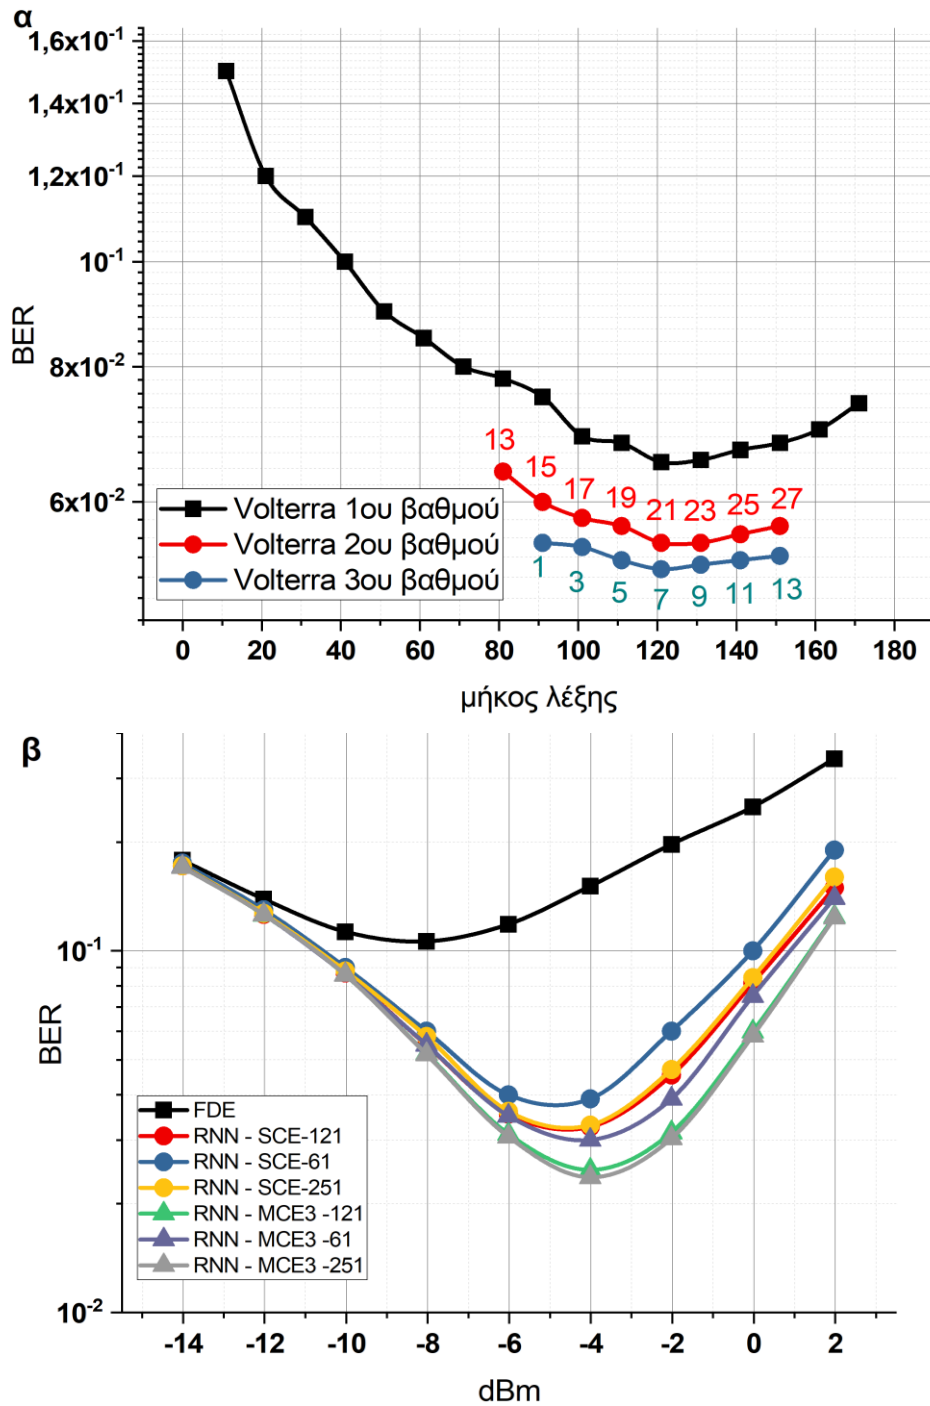 α
1,6x10⁻¹
1,4x10⁻¹
1,2x10⁻¹
10⁻¹
8x10⁻²
6x10⁻²
BER
13
15
17
19
21
23
25
27
1
3
5
7
9
11
13
Volterra 1ου βαθμού
Volterra 2ου βαθμού
Volterra 3ου βαθμού
0 20 40 60 80 100 120 140 160 180
μήκος λέξης
β
10⁻¹
10⁻²
BER
FDE
RNN - SCE-121
RNN - SCE-61
RNN - SCE-251
RNN - MCE3 -121
RNN - MCE3 -61
RNN - MCE3 -251
-14 -12 -10 -8 -6 -4 -2 0 2
dBm